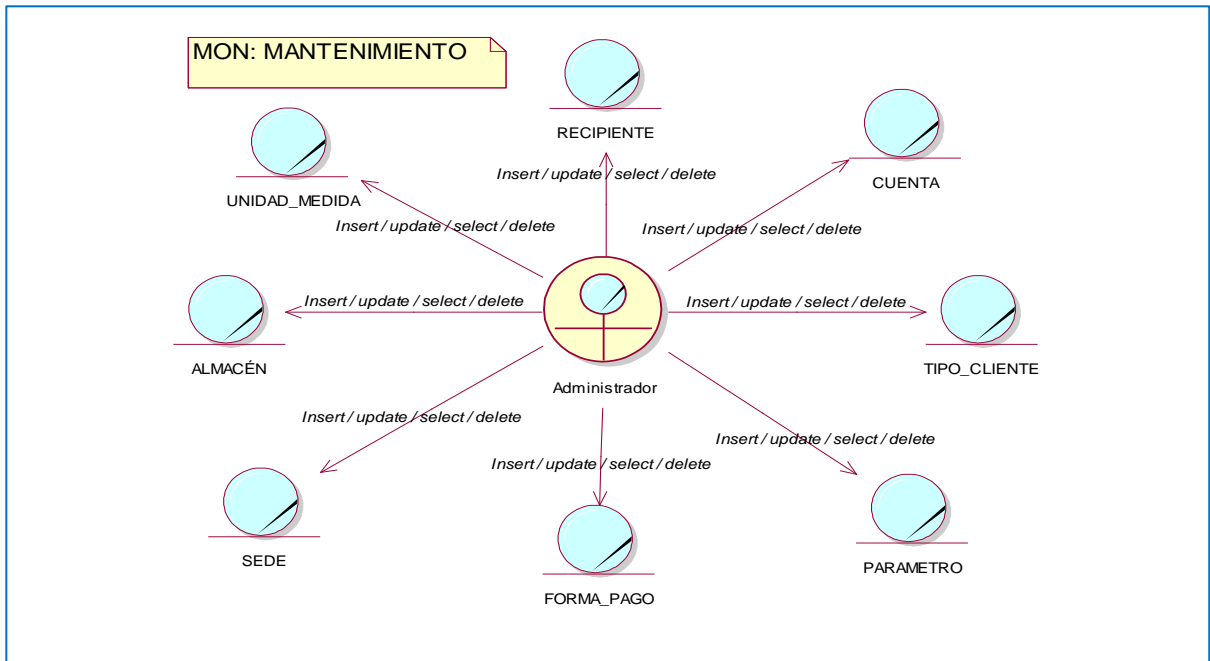 MON: MANTENIMIENTO
RECIPIENTE
CUENTA
UNIDAD_MEDIDA
Insert / update / select / delete
Insert / update / select / delete
Insert / update / select / delete
Insert / update / select / delete
Insert / update / select / delete
ALMACÉN
TIPO_CLIENTE
Administrador
Insert / update / select / delete
Insert / update / select / delete
Insert / update / select / delete
SEDE
FORMA_PAGO
PARAMETRO